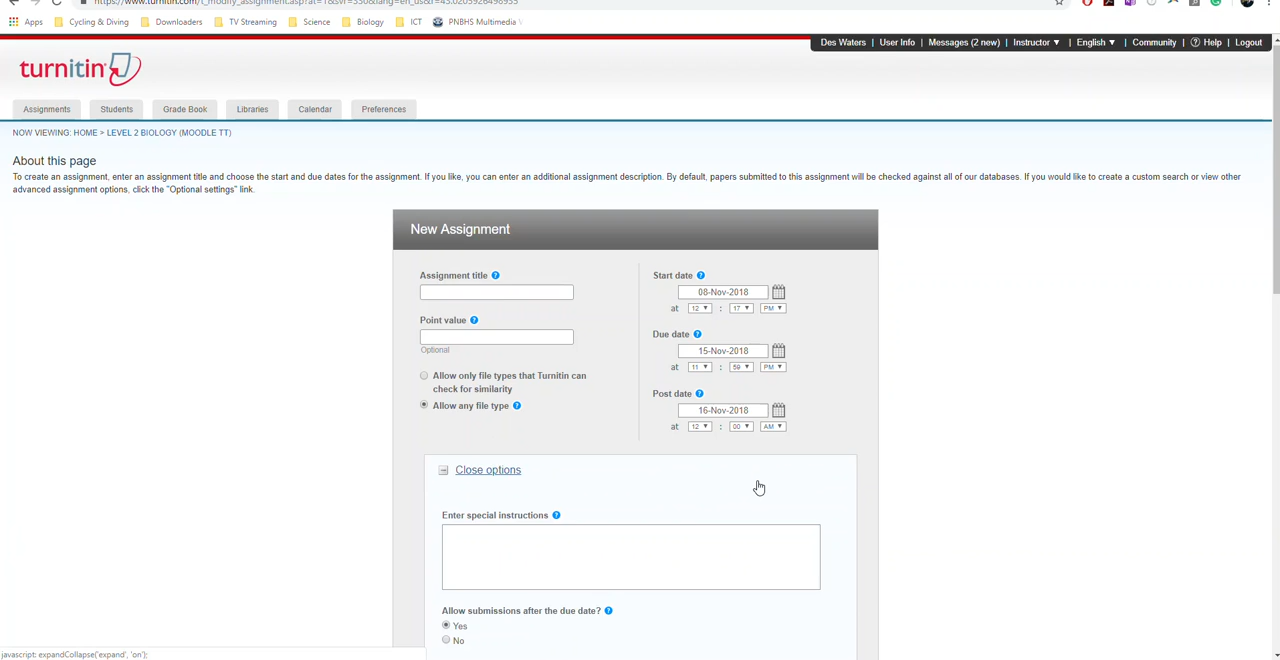 Apps Cycling & Diving Downloaders TV Streaming Science Biology ICT PNBHS Multimedia
Des Waters | User Info | Messages (2 new) | Instructor ▼ | English ▼ | Community | Help | Logout
turnitin
Assignments Students Grade Book Libraries Calendar Preferences
NOW VIEWING: HOME > LEVEL 2 BIOLOGY (MOODLE TT)
About this page
To create an assignment, enter an assignment title and choose the start and due dates for the assignment. If you like, you can enter an additional assignment description. By default, papers submitted to this assignment will be checked against all of our databases. If you would like to create a custom search or view other
advanced assignment options, click the "Optional settings" link.
New Assignment
Assignment title
Point value
Optional
Allow only file types that Turnitin can
check for similarity
Allow any file type
Start date
08-Nov-2018
at 12 : 17 PM
Due date
15-Nov-2018
at 11 : 59 PM
Post date
16-Nov-2018
at 12 : 00 AM
Close options
Enter special instructions
Allow submissions after the due date?
Yes
No
javascript: expandCollapse('expand', 'on');